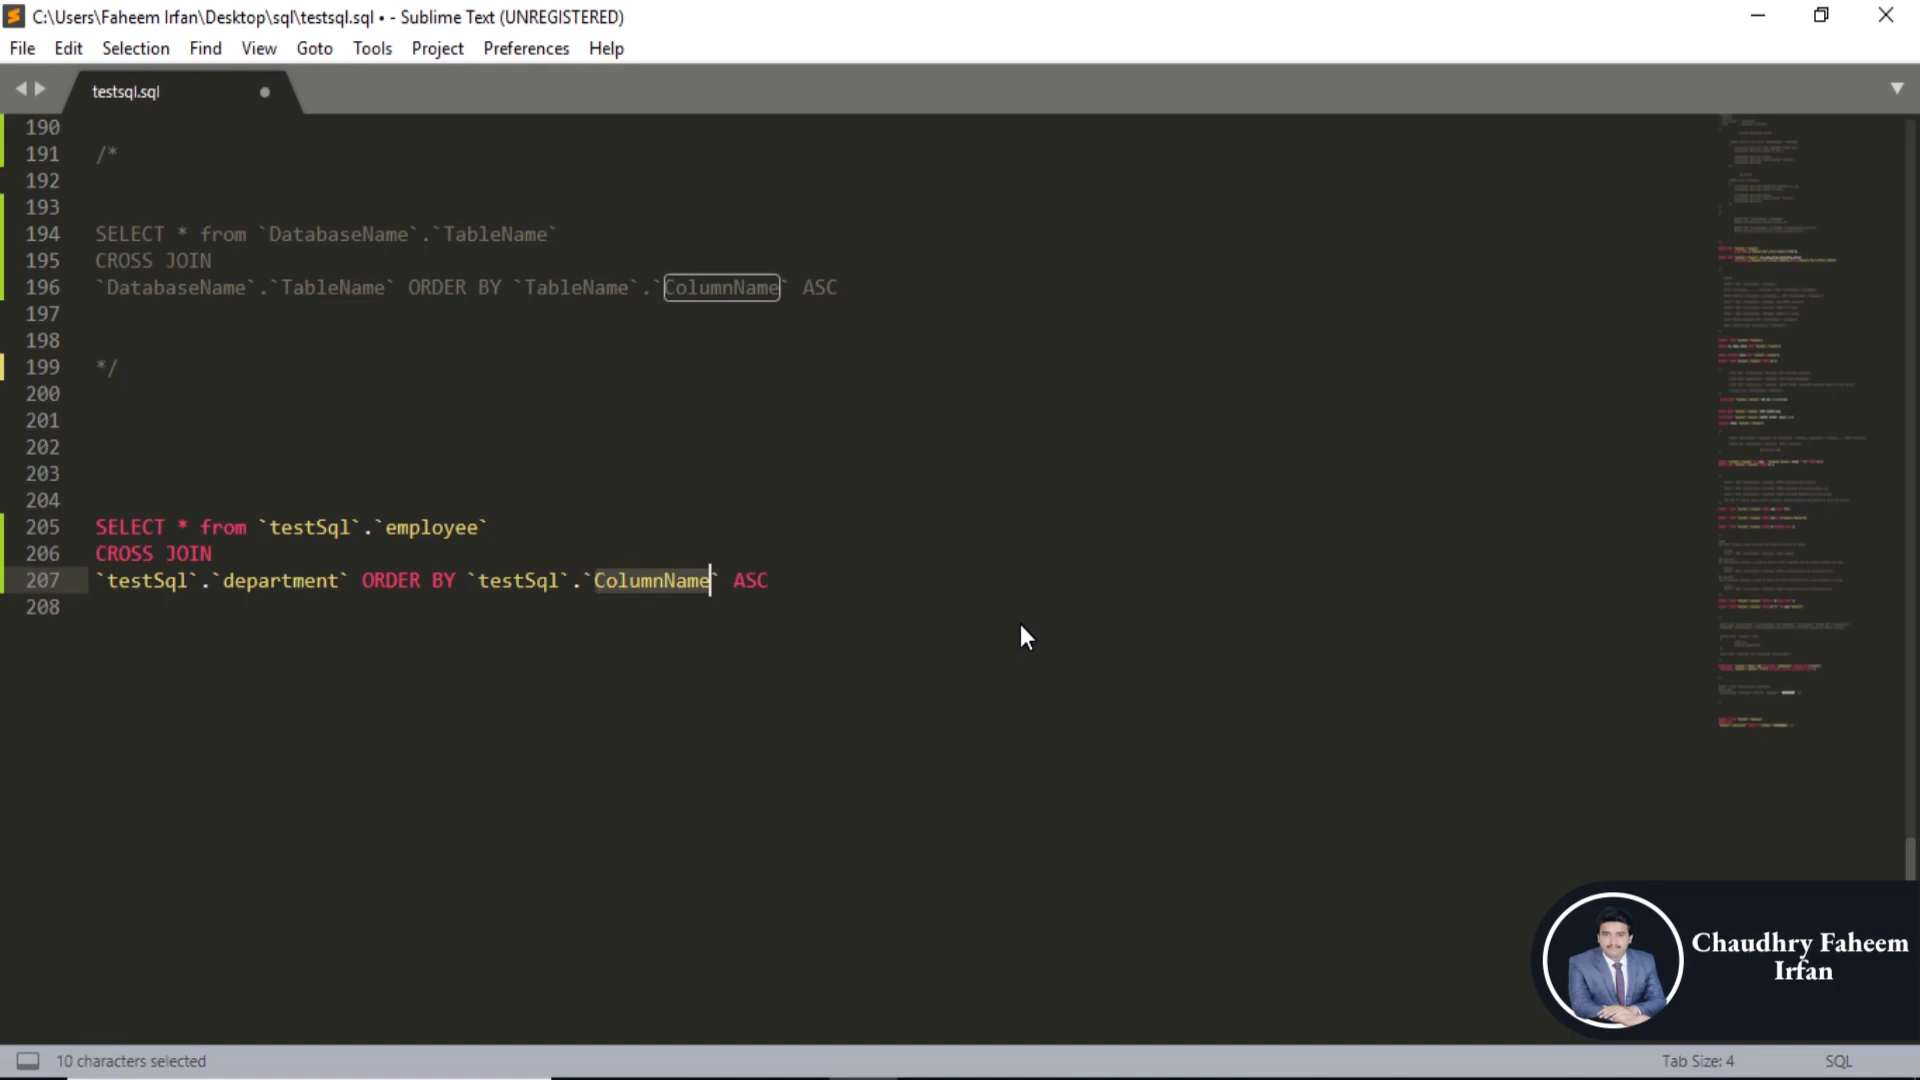 C:\Users\Faheem Irfan\Desktop\sql\testsql.sql • - Sublime Text (UNREGISTERED)
File Edit Selection Find View Goto Tools Project Preferences Help
testsql.sql
190
191 /*
192
193
194 SELECT * from `DatabaseName`.`TableName`
195 CROSS JOIN
196 `DatabaseName`.`TableName` ORDER BY `TableName`.`ColumnName` ASC
197
198
199 */
200
201
202
203
204
205 SELECT * from `testSql`.`employee`
206 CROSS JOIN
207 `testSql`.`department` ORDER BY `testSql`.`ColumnName` ASC
208
Chaudhry Faheem
Irfan
10 characters selected
Tab Size: 4
SQL